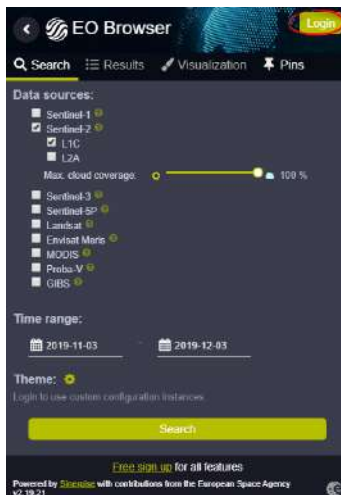 EO Browser
Login
Search Results Visualization Pins
Data sources:
Sentinel-1
Sentinel-2
L1C
L2A
Max. cloud coverage: 100 %
Sentinel-3
Sentinel-5P
Landsat
Envisat Meris
MODIS
Proba-V
GIBS
Time range:
2019-11-03 - 2019-12-03
Theme:
Login to use custom configuration instances.
Search
Free sign up for all features
Powered by Sinergise with contributions from the European Space Agency
v2.19.21